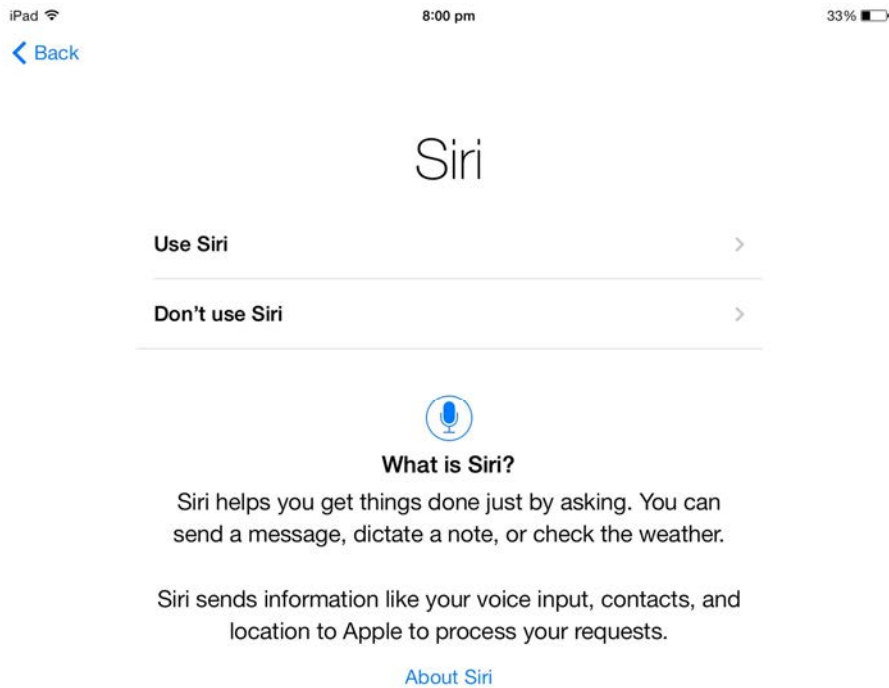 iPad 8:00 pm 33%
Back
Siri
Use Siri
Don’t use Siri
What is Siri?
Siri helps you get things done just by asking. You can
send a message, dictate a note, or check the weather.
Siri sends information like your voice input, contacts, and
location to Apple to process your requests.
About Siri